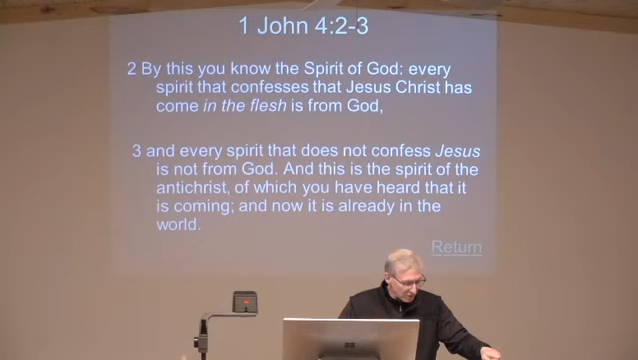 1 John 4:2-3
2 By this you know the Spirit of God: every
spirit that confesses that Jesus Christ has
come in the flesh is from God,
3 and every spirit that does not confess Jesus
is not from God. And this is the spirit of the
antichrist, of which you have heard that it
is coming; and now it is already in the
world.
Return